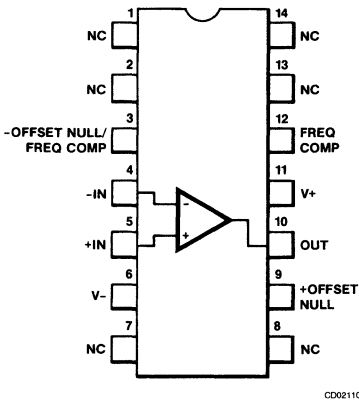 1 14
NC NC
2 13
NC NC
3 12
-OFFSET NULL/
FREQ COMP
FREQ
COMP
4 11
-IN V+
-
5 10
+IN OUT
+
6 9
V- +OFFSET
NULL
7 8
NC NC
CD02110